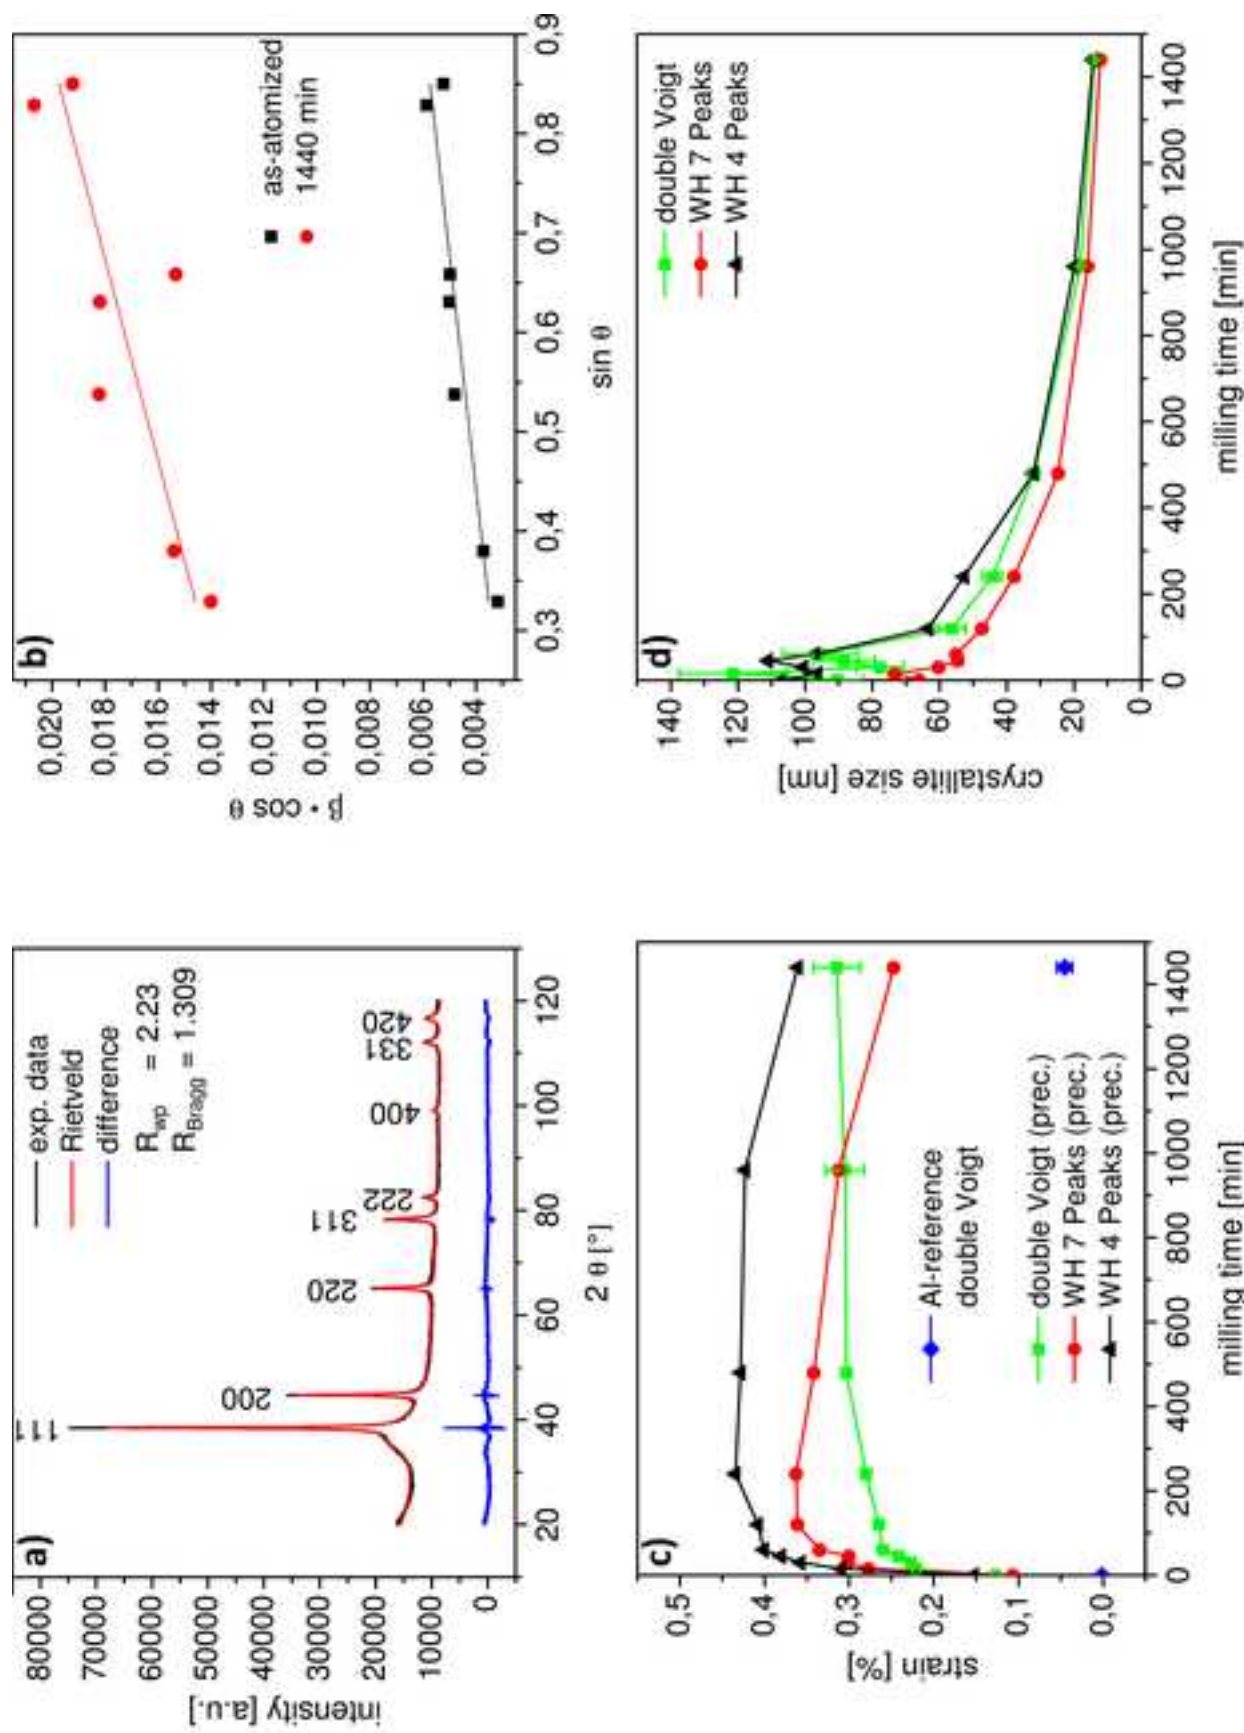 a)
80000
70000
60000
50000
40000
30000
20000
10000
0
intensity [a.u.]
111
200
220
311
222
400
331
420
exp. data
Rietveld
difference
Rwp = 2.23
RBragg = 1.309
20
40
60
80
100
120
2 θ [°]
b)
0,020
0,018
0,016
0,014
0,012
0,010
0,008
0,006
0,004
β • cos θ
as-atomized
1440 min
0,3
0,4
0,5
0,6
0,7
0,8
0,9
sin θ
c)
0,5
0,4
0,3
0,2
0,1
0,0
strain [%]
Al-reference
double Voigt
double Voigt (prec.)
WH 7 Peaks (prec.)
WH 4 Peaks (prec.)
0
200
400
600
800
1000
1200
1400
milling time [min]
d)
140
120
100
80
60
40
20
0
crystallite size [nm]
double Voigt
WH 7 Peaks
WH 4 Peaks
0
200
400
600
800
1000
1200
1400
milling time [min]